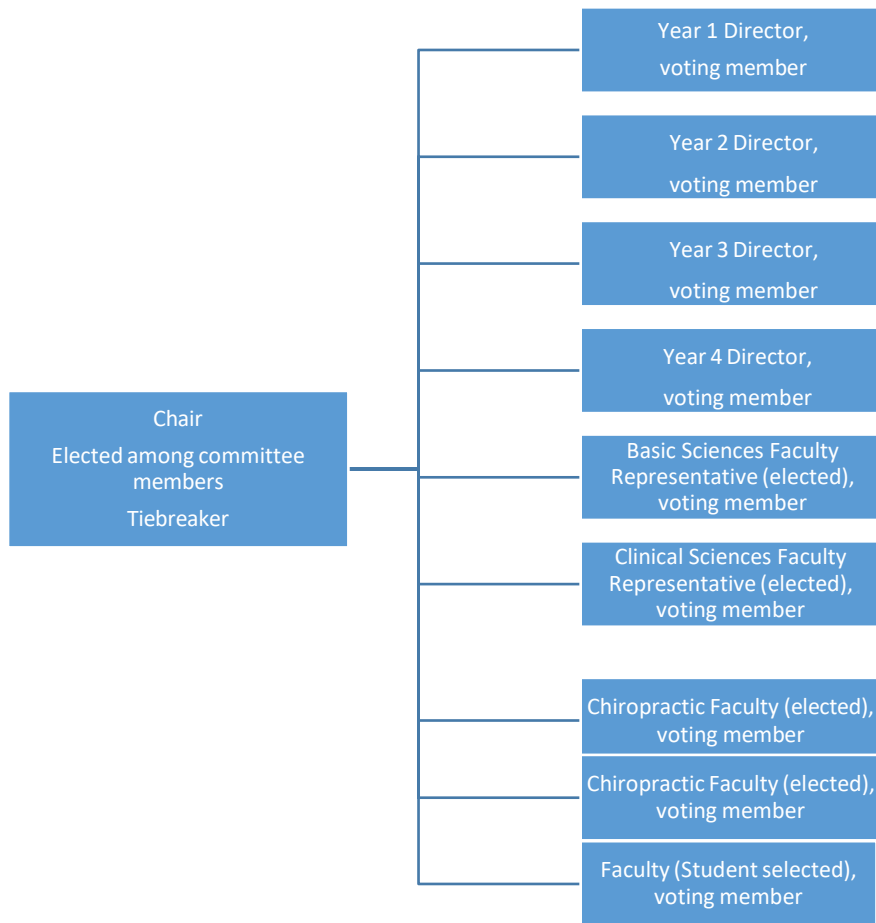 Year 1 Director,
voting member
Year 2 Director,
voting member
Year 3 Director,
voting member
Year 4 Director,
voting member
Chair
Elected among committee
members
Tiebreaker
Basic Sciences Faculty
Representative (elected),
voting member
Clinical Sciences Faculty
Representative (elected),
voting member
Chiropractic Faculty (elected),
voting member
Chiropractic Faculty (elected),
voting member
Faculty (Student selected),
voting member